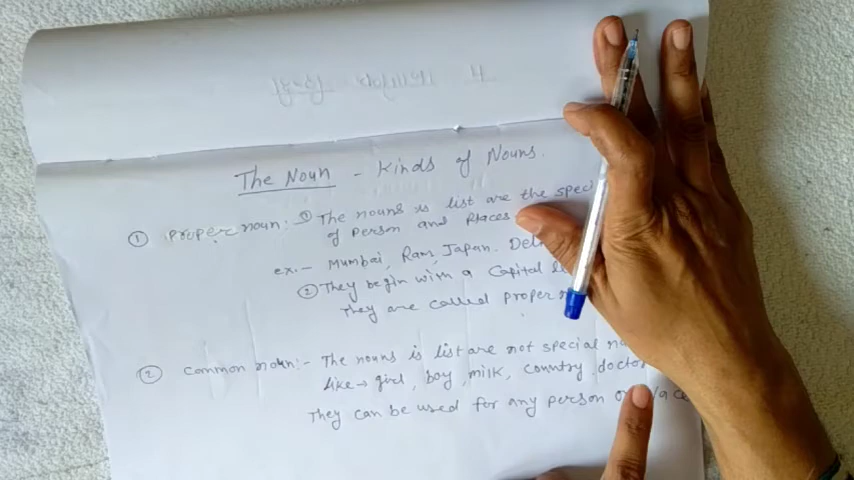 The Noun - Kinds of Nouns.
① Proper noun: ① The nouns is list are the
of Person and Places
ex:- Mumbai, Ram, Japan.
② They begin with a Capital
They are called proper
② Common noun:- The nouns is list are not special
Like → girl, boy, milk, country, doctor
They can be used for any person or